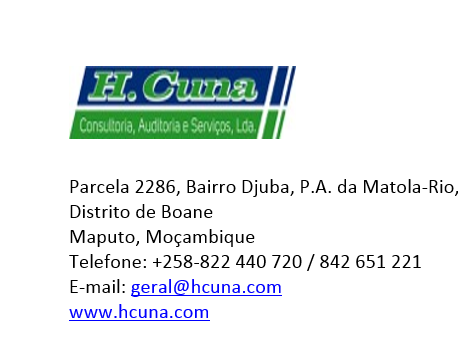 H. Cuna
Consultoria, Auditoria e Serviços, Lda.
Parcela 2286, Bairro Djuba, P.A. da Matola-Rio,
Distrito de Boane
Maputo, Moçambique
Telefone: +258-822 440 720 / 842 651 221
E-mail: geral@hcuna.com
www.hcuna.com